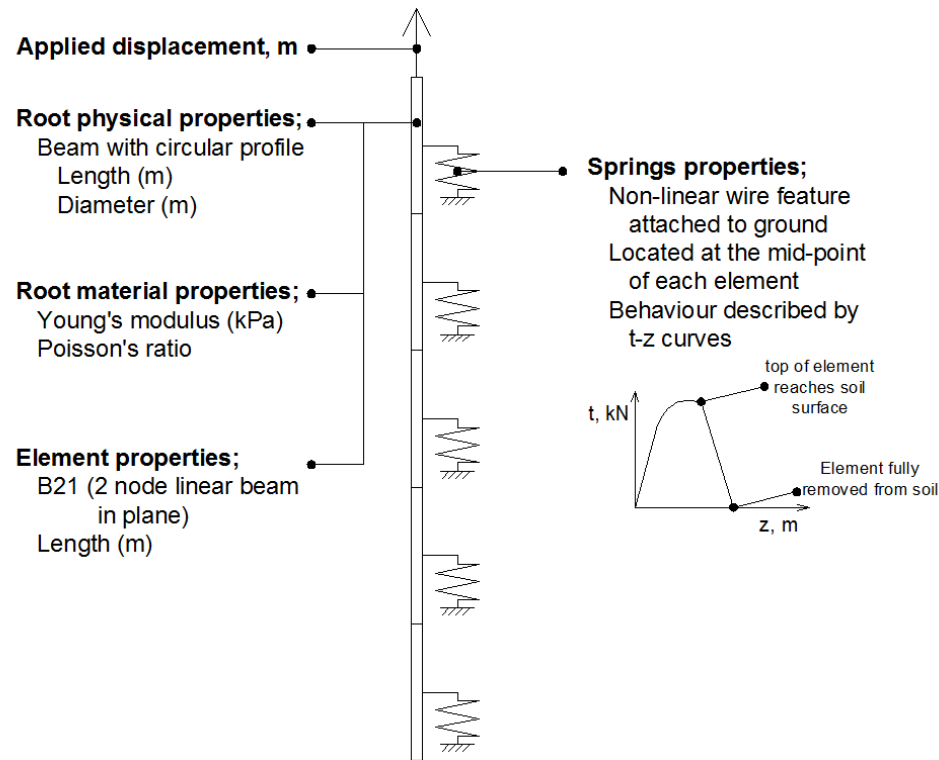 Applied displacement, m
Root physical properties;
Beam with circular profile
Length (m)
Diameter (m)
Root material properties;
Young's modulus (kPa)
Poisson's ratio
Element properties;
B21 (2 node linear beam
in plane)
Length (m)
Springs properties;
Non-linear wire feature
attached to ground
Located at the mid-point
of each element
Behaviour described by
t-z curves
top of element
reaches soil
surface
t, kN
Element fully
removed from soil
z, m